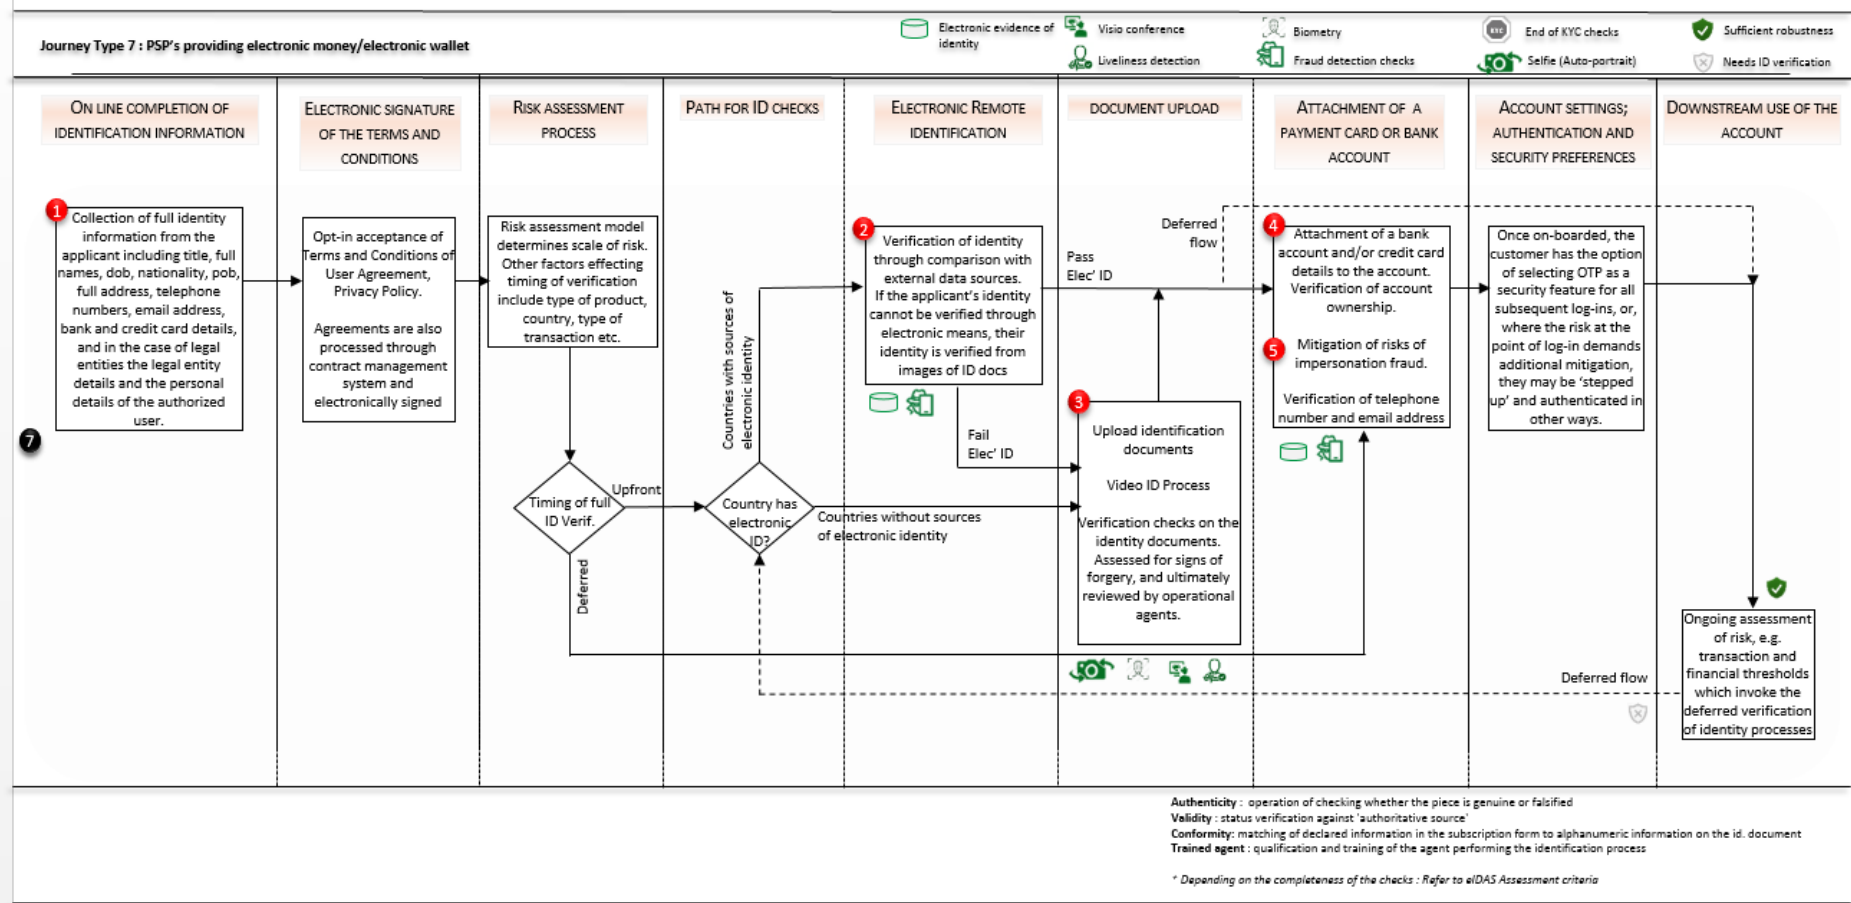 Journey Type 7 : PSP's providing electronic money/electronic wallet
Electronic evidence of
identity
Visio conference
Liveliness detection
Biometry
Fraud detection checks
KYC
End of KYC checks
Selfie (Auto-portrait)
Sufficient robustness
Needs ID verification
ON LINE COMPLETION OF
IDENTIFICATION INFORMATION
ELECTRONIC SIGNATURE
OF THE TERMS AND
CONDITIONS
RISK ASSESSMENT
PROCESS
PATH FOR ID CHECKS
ELECTRONIC REMOTE
IDENTIFICATION
DOCUMENT UPLOAD
ATTACHMENT OF A
PAYMENT CARD OR BANK
ACCOUNT
ACCOUNT SETTINGS;
AUTHENTICATION AND
SECURITY PREFERENCES
DOWNSTREAM USE OF THE
ACCOUNT
7
1
Collection of full identity
information from the
applicant including title, full
names, dob, nationality, pob,
full address, telephone
numbers, email address,
bank and credit card details,
and in the case of legal
entities the legal entity
details and the personal
details of the authorized
user.
Opt-in acceptance of
Terms and Conditions of
User Agreement,
Privacy Policy.
Agreements are also
processed through
contract management
system and
electronically signed
Risk assessment model
determines scale of risk.
Other factors effecting
timing of verification
include type of product,
country, type of
transaction etc.
Timing of full
ID Verif.
Upfront
Deferred
Country has
electronic
ID?
Countries with sources of
electronic identity
Countries without sources
of electronic identity
2
Verification of identity
through comparison with
external data sources.
If the applicant's identity
cannot be verified through
electronic means, their
identity is verified from
images of ID docs
Pass
Elec' ID
Fail
Elec' ID
3
Upload identification
documents
Video ID Process
Verification checks on the
identity documents.
Assessed for signs of
forgery, and ultimately
reviewed by operational
agents.
Deferred
flow
4
Attachment of a bank
account and/or credit card
details to the account.
Verification of account
ownership.
5
Mitigation of risks of
impersonation fraud.
Verification of telephone
number and email address
Once on-boarded, the
customer has the option
of selecting OTP as a
security feature for all
subsequent log-ins, or,
where the risk at the
point of log-in demands
additional mitigation,
they may be 'stepped
up' and authenticated in
other ways.
Ongoing assessment
of risk, e.g.
transaction and
financial thresholds
which invoke the
deferred verification
of identity processes
Deferred flow
Authenticity : operation of checking whether the piece is genuine or falsified
Validity : status verification against 'authoritative source'
Conformity: matching of declared information in the subscription form to alphanumeric information on the id. document
Trained agent : qualification and training of the agent performing the identification process
* Depending on the completeness of the checks : Refer to eIDAS Assessment criteria